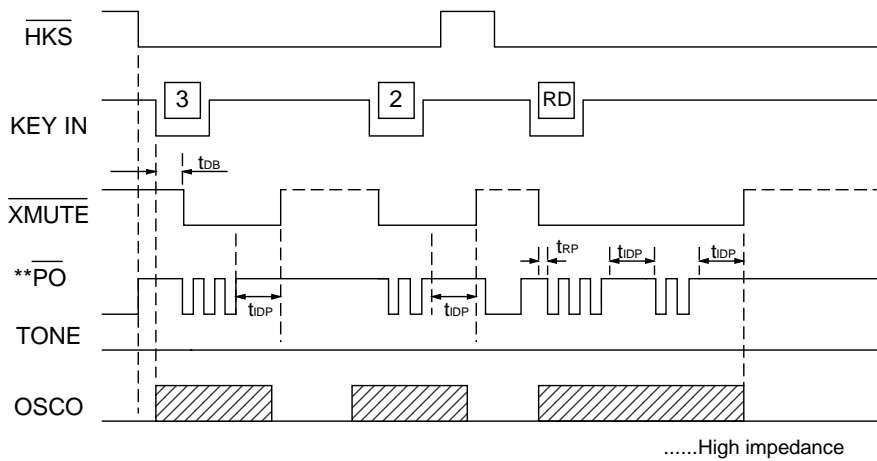 HKS
3 2 RD
KEY IN
tDB
XMUTE
tRP tIDP tIDP
**PO
tIDP tIDP
TONE
OSCO
......High impedance